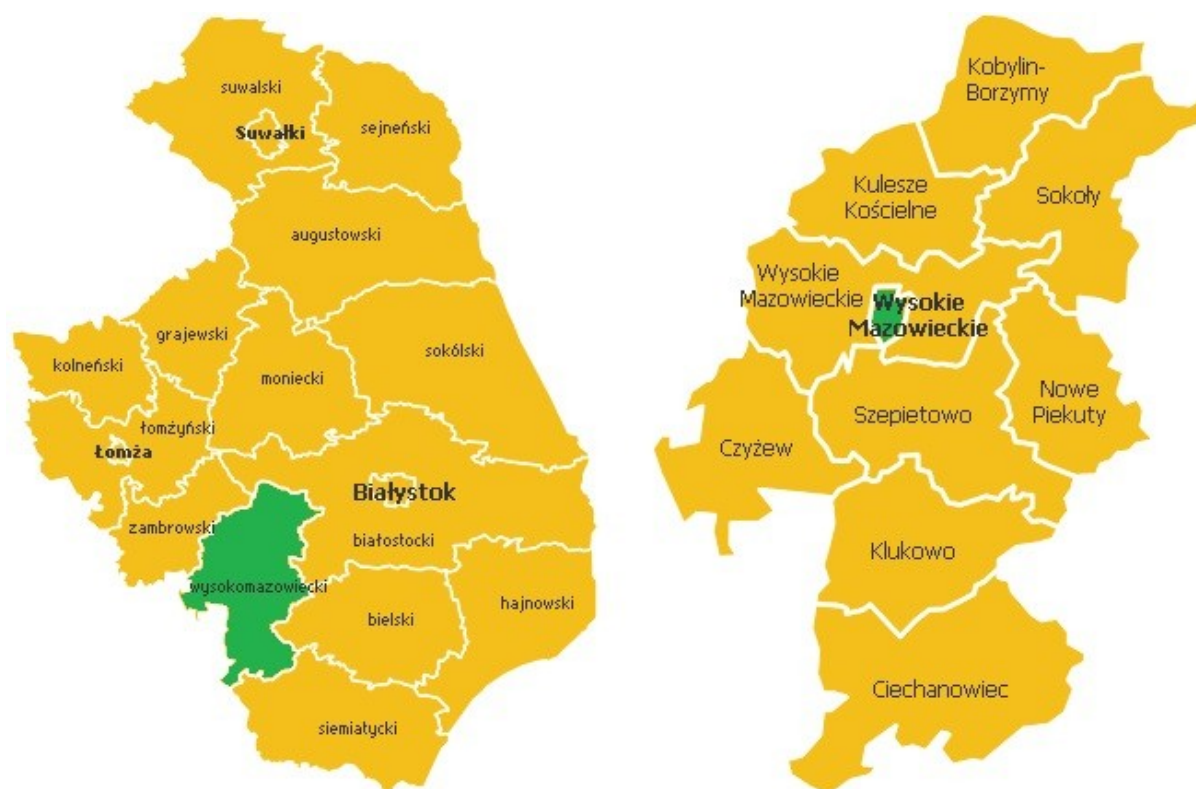 suwalski
Suwałki
sejneński
augustowski
grajewski
kolneński
moniecki
sokólski
łomżyński
Łomża
zambrowski
Białystok
białostocki
wysokomazowiecki
bielski
hajnowski
siemiatycki
Kobylin-
Borzymy
Kulesze
Kościelne
Sokoły
Wysokie
Mazowieckie
Wysokie
Mazowieckie
Szepietowo
Nowe
Piekuty
Czyżew
Klukowo
Ciechanowiec